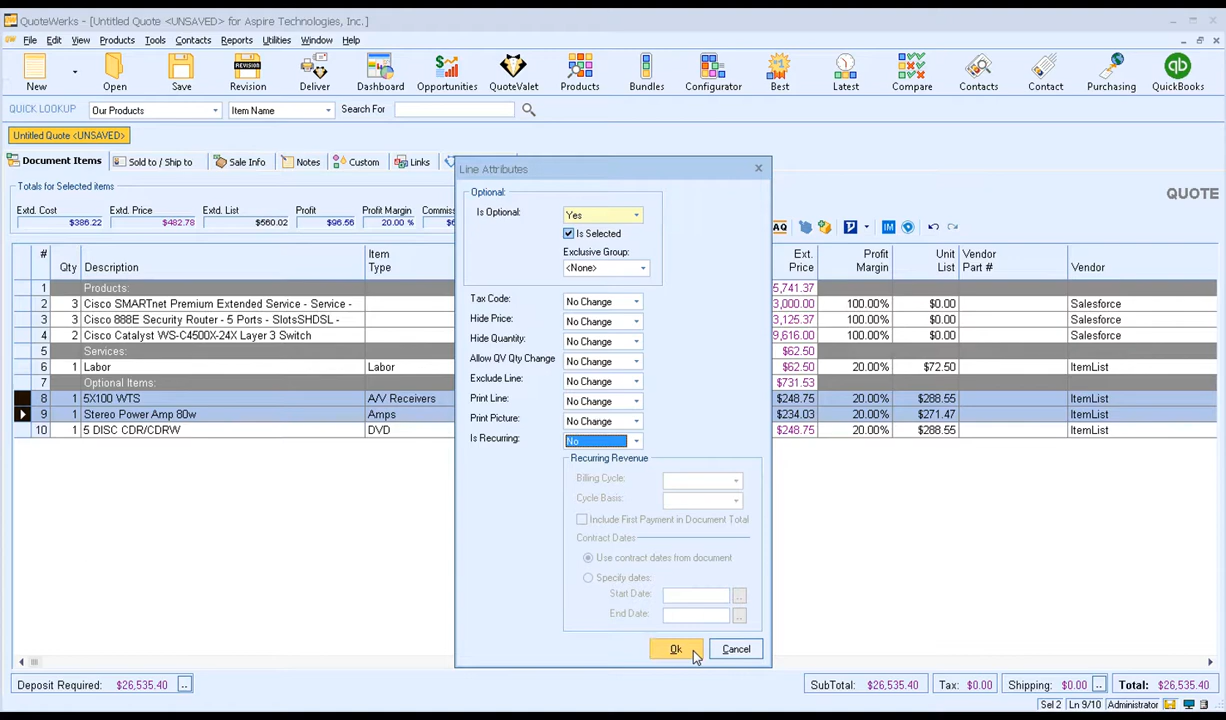 QuoteWerks - [Untitled Quote <UNSAVED>] for Aspire Technologies, Inc.]
File Edit View Products Tools Contacts Reports Utilities Window Help
New Open Save Revision Deliver Dashboard Opportunities QuoteValet Products Bundles Configurator Best Latest Compare Contacts Contact Purchasing QuickBooks
QUICK LOOKUP Our Products Item Name Search For
Untitled Quote <UNSAVED>
Document Items Sold to / Ship to Sale Info Notes Custom Links
Totals for Selected items
Extd. Cost Extd. Price Extd. List Profit Profit Margin
$386.22 $482.78 $560.02 $96.56 20.00 %
QUOTE
# Qty Description Item Type Ext. Price Profit Margin Unit List Vendor Part # Vendor
1 Products: 5,741.37
2 3 Cisco SMARTnet Premium Extended Service - Service - 3,000.00 100.00% $0.00 Salesforce
3 3 Cisco 888E Security Router - 5 Ports - SlotsSHDSL - 3,125.37 100.00% $0.00 Salesforce
4 2 Cisco Catalyst WS-C4500X-24X Layer 3 Switch 9,616.00 100.00% $0.00 Salesforce
5 Services: $62.50
6 1 Labor Labor $62.50 20.00% $72.50 ItemList
7 Optional Items: $731.53
8 1 5X100 WTS A/V Receivers $248.75 20.00% $288.55 ItemList
9 1 Stereo Power Amp 80w Amps $234.03 20.00% $271.47 ItemList
10 1 5 DISC CDR/CDRW DVD $248.75 20.00% $288.55 ItemList
Line Attributes
Optional:
Is Optional: Yes
Is Selected
Exclusive Group:
<None>
Tax Code: No Change
Hide Price: No Change
Hide Quantity: No Change
Allow QV Qty Change No Change
Exclude Line: No Change
Print Line: No Change
Print Picture: No Change
Is Recurring: No
Recurring Revenue
Billing Cycle:
Cycle Basis:
Include First Payment in Document Total
Contract Dates
Use contract dates from document
Specify dates:
Start Date: ..
End Date: ..
Ok Cancel
Deposit Required: $26,535.40 .. SubTotal: $26,535.40 Tax: $0.00 Shipping: $0.00 .. Total: $26,535.40
Sel 2 Ln 9/10 Administrator